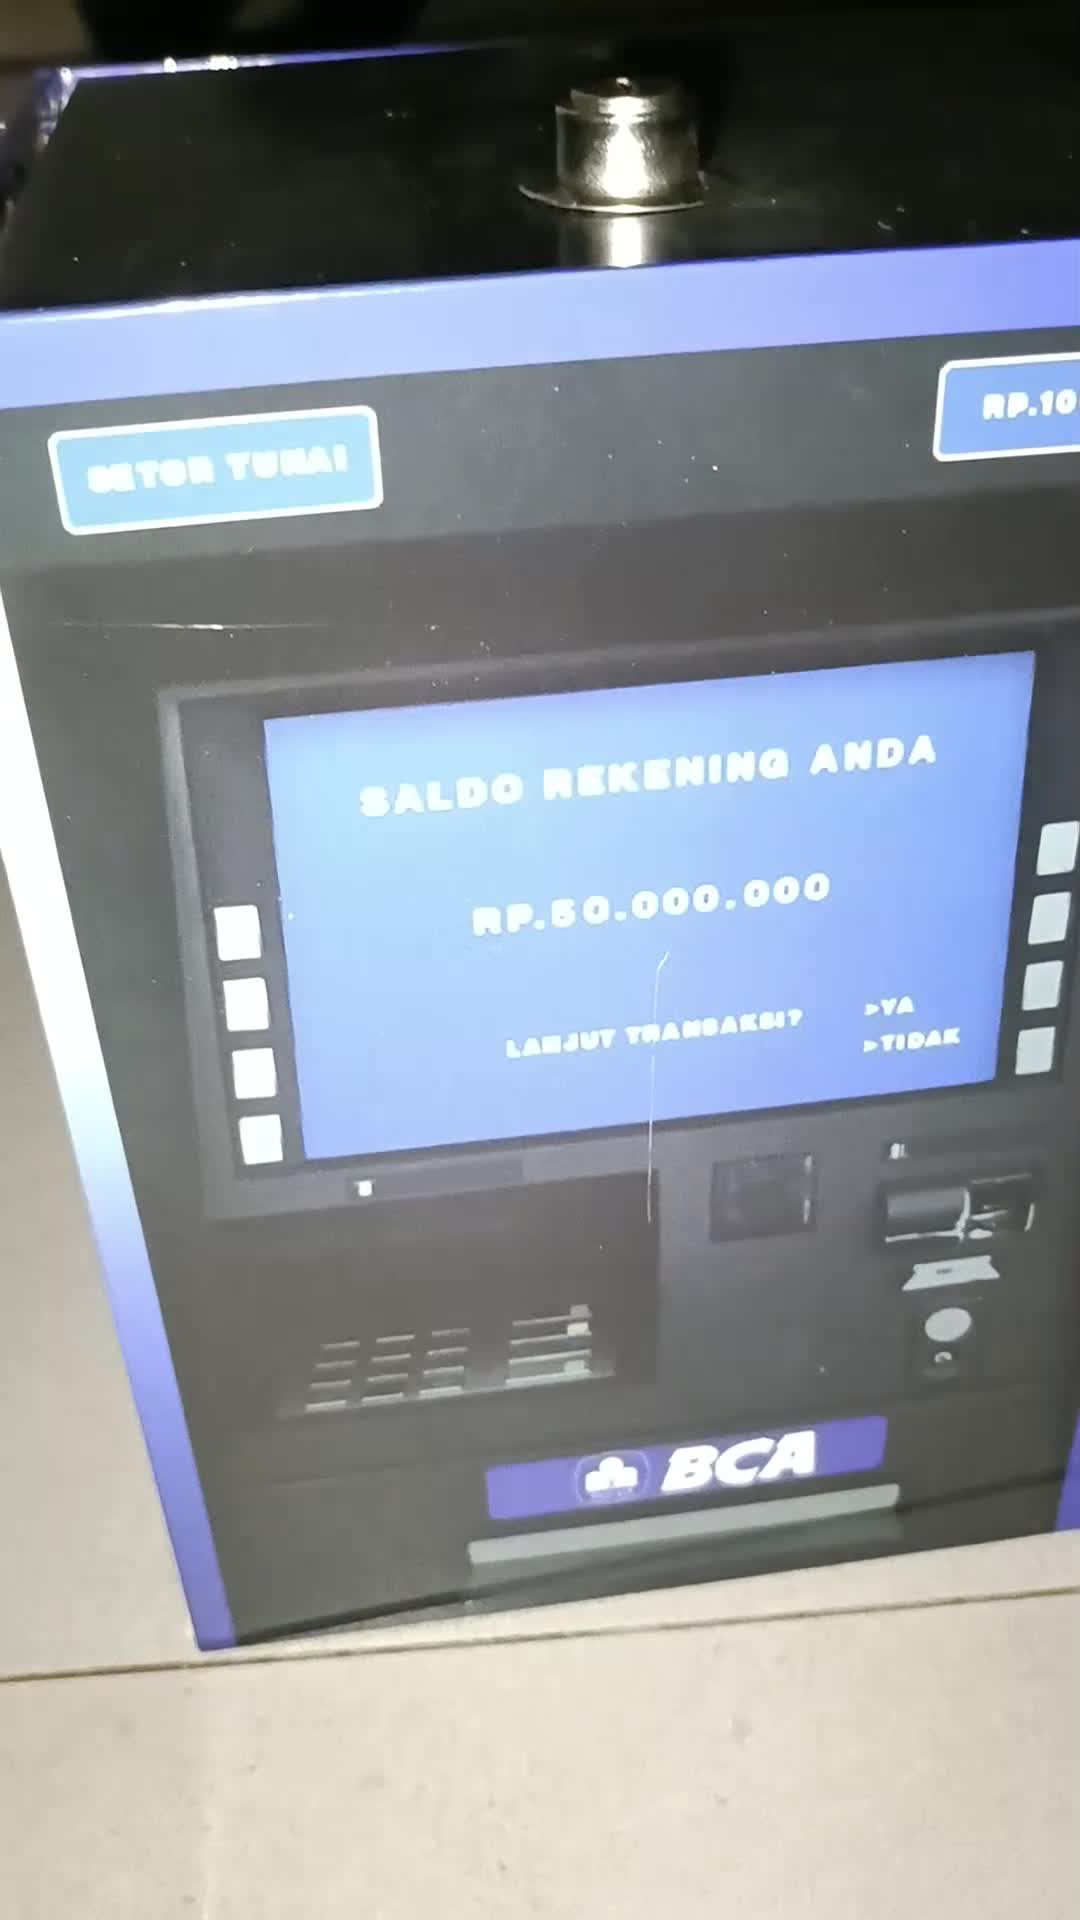 SETOR TUNAI
RP.10
SALDO REKENING ANDA
RP.50.000.000
LANJUT TRANSAKSI?
>YA
>TIDAK
BCA